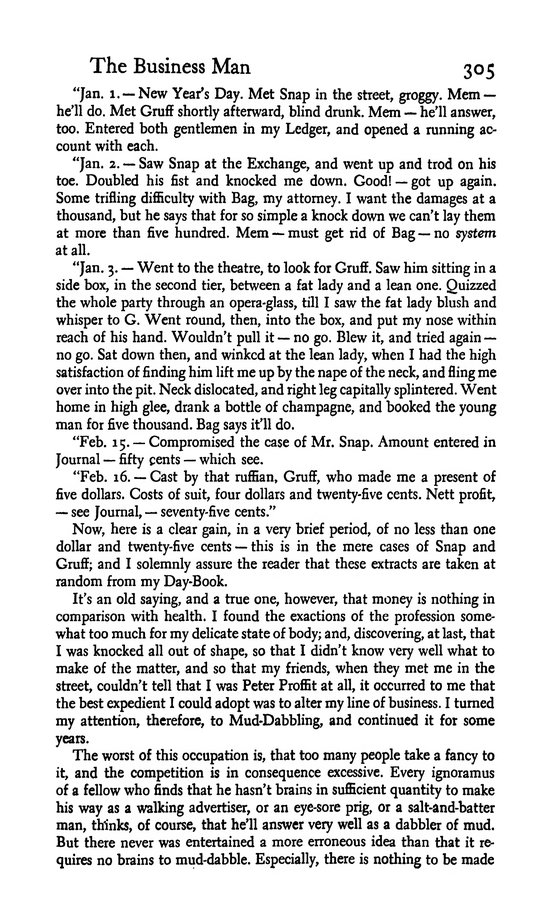 The Business Man 305
"Jan. 1. — New Year's Day. Met Snap in the street, groggy. Mem —
he'll do. Met Gruff shortly afterward, blind drunk. Mem — he'll answer,
too. Entered both gentlemen in my Ledger, and opened a running ac-
count with each.
"Jan. 2. — Saw Snap at the Exchange, and went up and trod on his
toe. Doubled his fist and knocked me down. Good! — got up again.
Some trifling difficulty with Bag, my attorney. I want the damages at a
thousand, but he says that for so simple a knock down we can't lay them
at more than five hundred. Mem — must get rid of Bag — no system
at all.
"Jan. 3. — Went to the theatre, to look for Gruff. Saw him sitting in a
side box, in the second tier, between a fat lady and a lean one. Quizzed
the whole party through an opera-glass, till I saw the fat lady blush and
whisper to G. Went round, then, into the box, and put my nose within
reach of his hand. Wouldn't pull it — no go. Blew it, and tried again —
no go. Sat down then, and winked at the lean lady, when I had the high
satisfaction of finding him lift me up by the nape of the neck, and fling me
over into the pit. Neck dislocated, and right leg capitally splintered. Went
home in high glee, drank a bottle of champagne, and booked the young
man for five thousand. Bag says it'll do.
"Feb. 15. — Compromised the case of Mr. Snap. Amount entered in
Journal — fifty cents — which see.
"Feb. 16. — Cast by that ruffian, Gruff, who made me a present of
five dollars. Costs of suit, four dollars and twenty-five cents. Nett profit,
— see Journal, — seventy-five cents."
Now, here is a clear gain, in a very brief period, of no less than one
dollar and twenty-five cents — this is in the mere cases of Snap and
Gruff; and I solemnly assure the reader that these extracts are taken at
random from my Day-Book.
It's an old saying, and a true one, however, that money is nothing in
comparison with health. I found the exactions of the profession some-
what too much for my delicate state of body; and, discovering, at last, that
I was knocked all out of shape, so that I didn't know very well what to
make of the matter, and so that my friends, when they met me in the
street, couldn't tell that I was Peter Proffit at all, it occurred to me that
the best expedient I could adopt was to alter my line of business. I turned
my attention, therefore, to Mud-Dabbling, and continued it for some
years.
The worst of this occupation is, that too many people take a fancy to
it, and the competition is in consequence excessive. Every ignoramus
of a fellow who finds that he hasn't brains in sufficient quantity to make
his way as a walking advertiser, or an eye-sore prig, or a salt-and-batter
man, thinks, of course, that he'll answer very well as a dabbler of mud.
But there never was entertained a more erroneous idea than that it re-
quires no brains to mud-dabble. Especially, there is nothing to be made